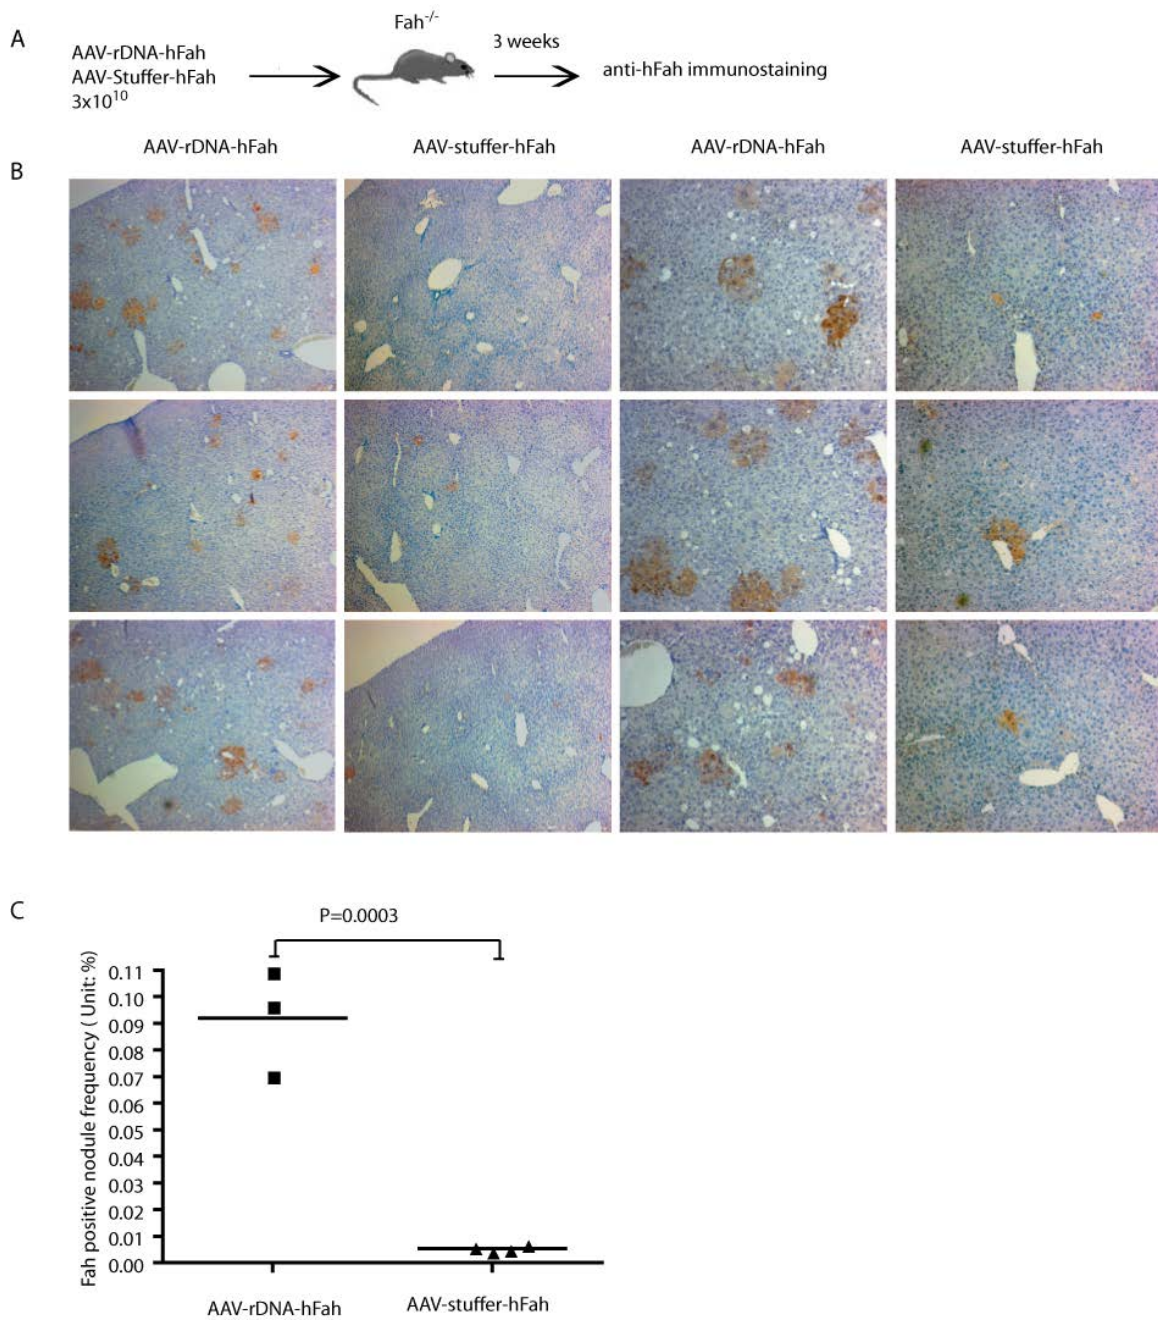 A
Fah-/-
AAV-rDNA-hFah
3 weeks
AAV-Stuffer-hFah
anti-hFah immunostaining
3x10^10
AAV-rDNA-hFah AAV-stuffer-hFah AAV-rDNA-hFah AAV-stuffer-hFah
B
C
P=0.0003
Fah positive nodule frequency ( Unit: %)
0.11
0.10
0.09
0.08
0.07
0.06
0.05
0.04
0.03
0.02
0.01
0.00
AAV-rDNA-hFah AAV-stuffer-hFah